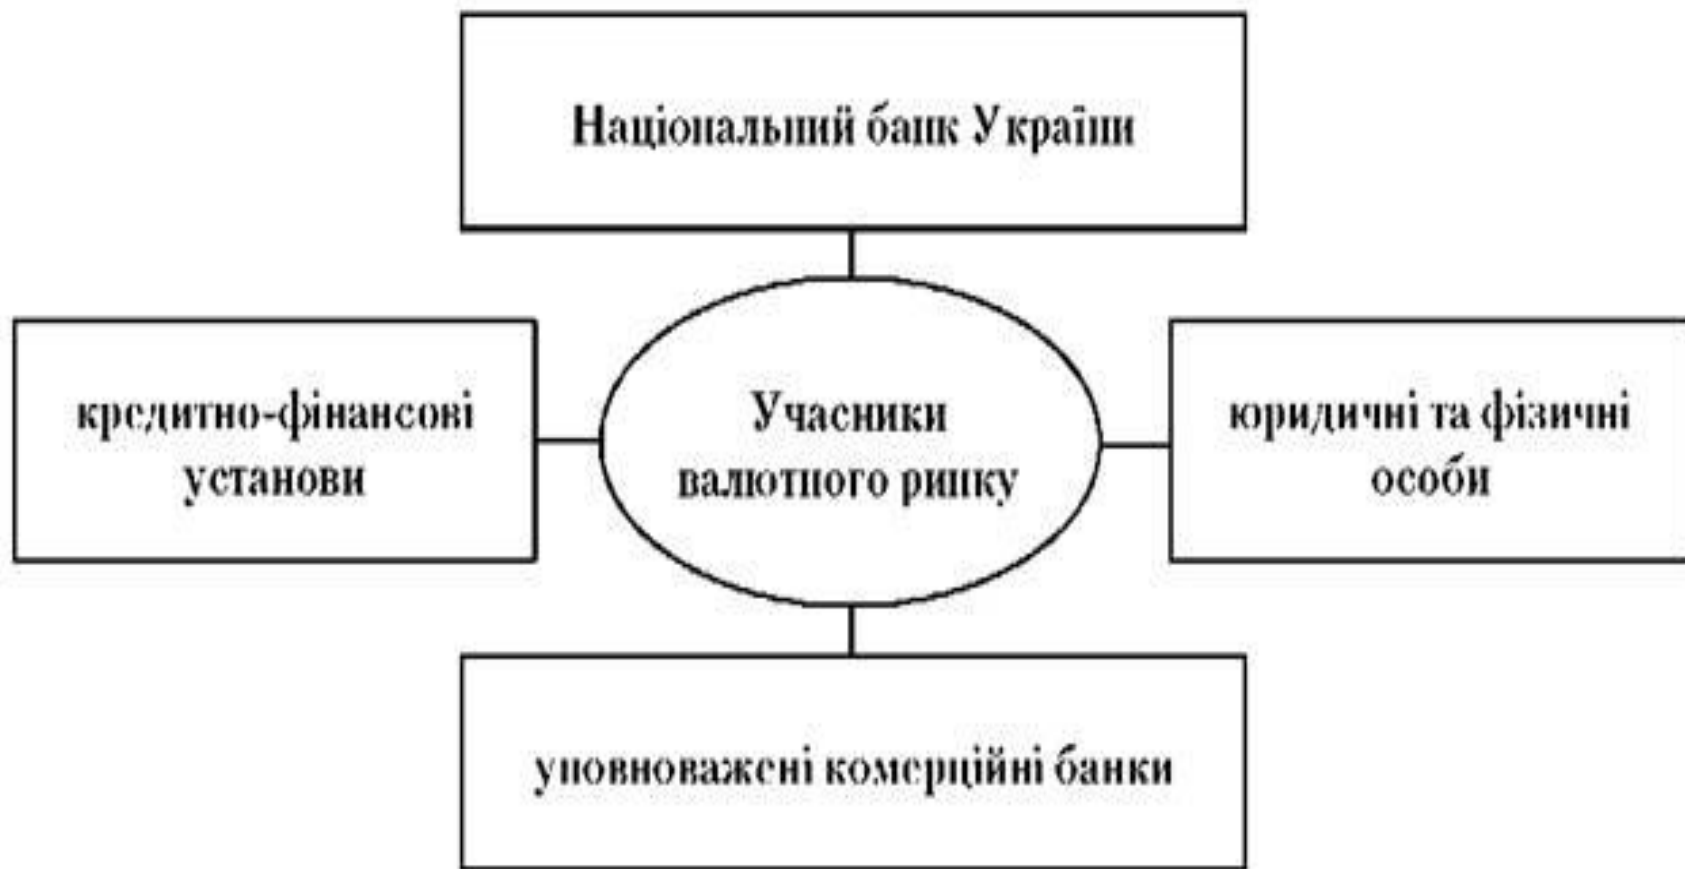 Національний банк України
кредитно-фінансові
установи
Учасники
валютного ринку
юридичні та фізичні
особи
уповноважені комерційні банки